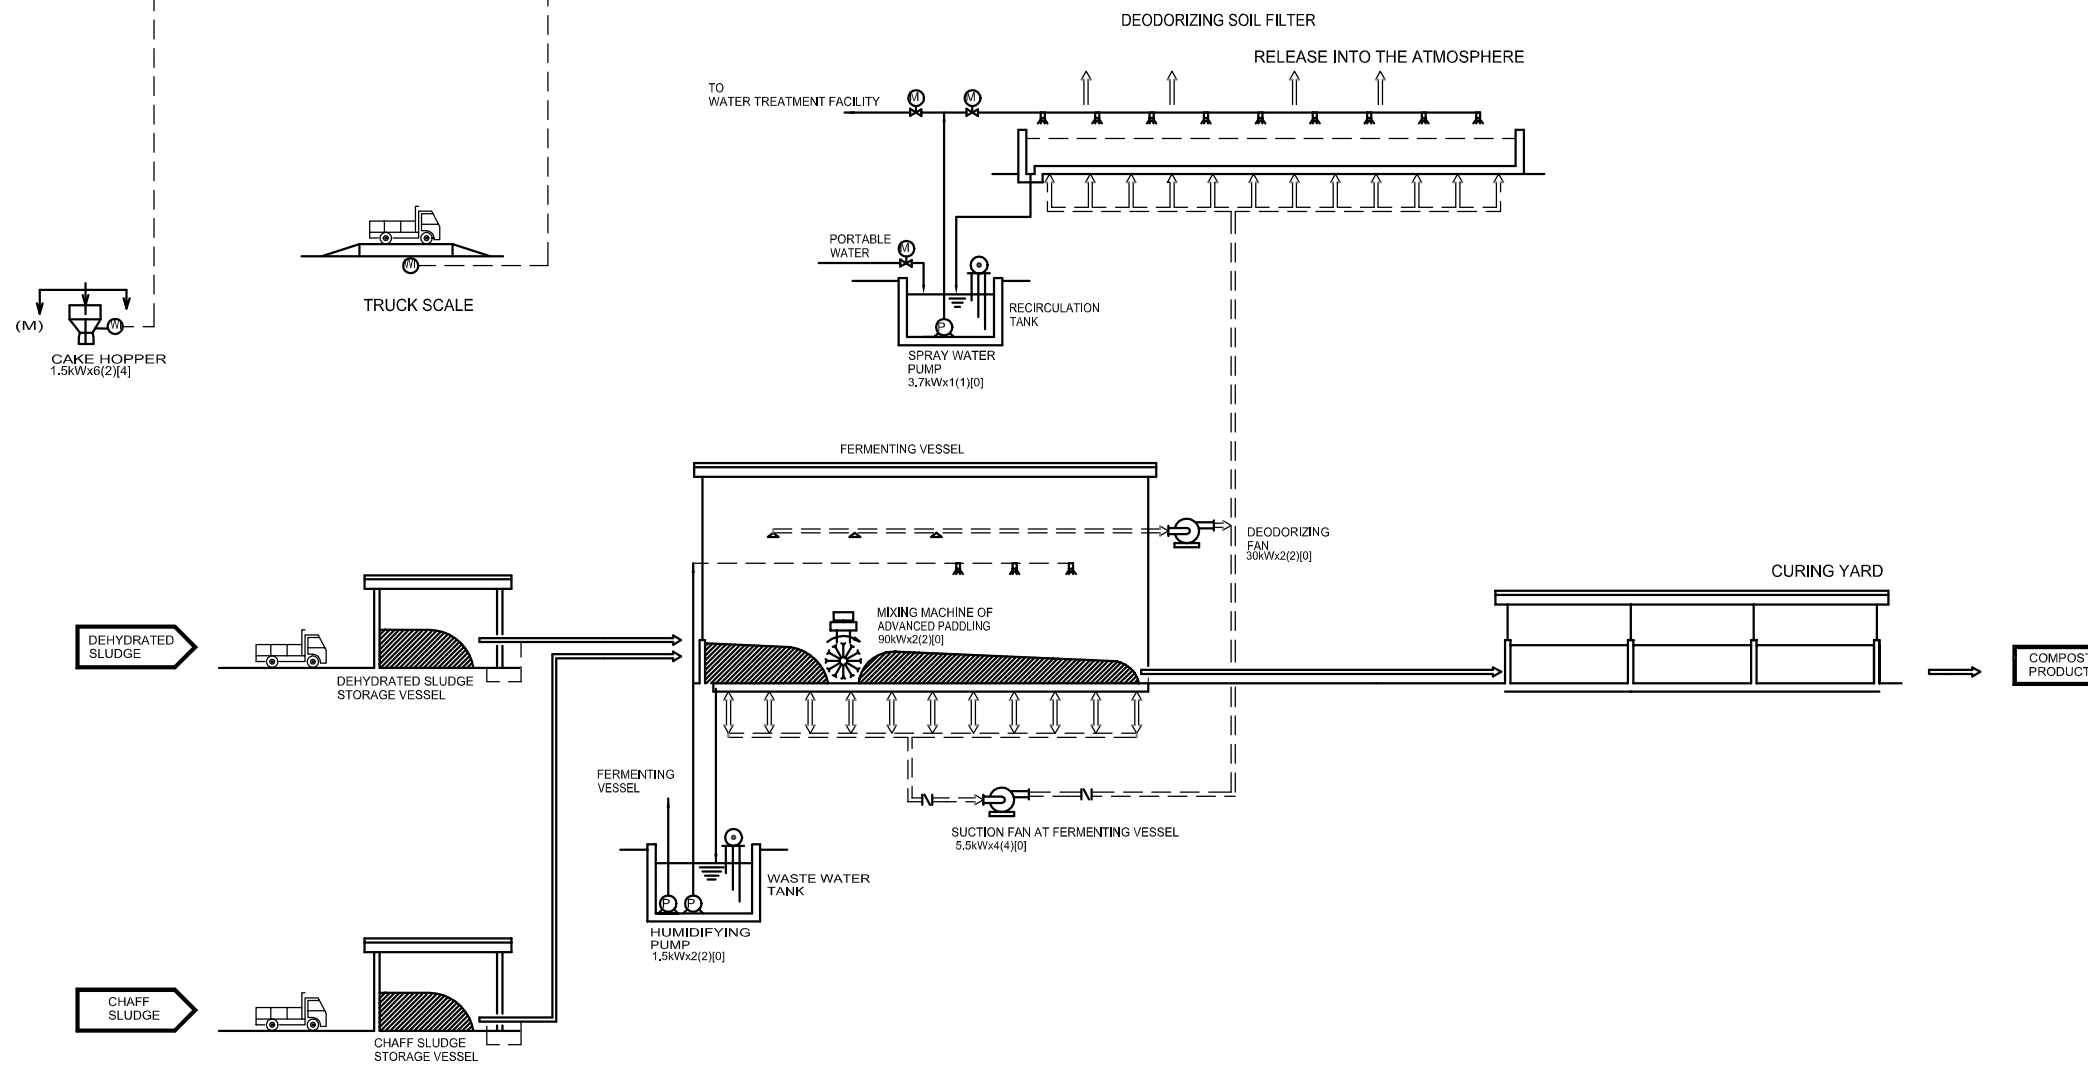 DEODORIZING SOIL FILTER
RELEASE INTO THE ATMOSPHERE
TO
WATER TREATMENT FACILITY
M
M
PORTABLE
WATER
M
WI
TRUCK SCALE
(M)
WI
CAKE HOPPER
1.5kWx6(2)[4]
RECIRCULATION
TANK
P
SPRAY WATER
PUMP
3.7kWx1(1)[0]
FERMENTING VESSEL
DEODORIZING
FAN
30kWx2(2)[0]
CURING YARD
MIXING MACHINE OF
ADVANCED PADDLING
90kWx2(2)[0]
DEHYDRATED
SLUDGE
DEHYDRATED SLUDGE
STORAGE VESSEL
COMPOST
PRODUCT
FERMENTING
VESSEL
SUCTION FAN AT FERMENTING VESSEL
5.5kWx4(4)[0]
WASTE WATER
TANK
P
P
HUMIDIFYING
PUMP
1.5kWx2(2)[0]
CHAFF
SLUDGE
CHAFF SLUDGE
STORAGE VESSEL